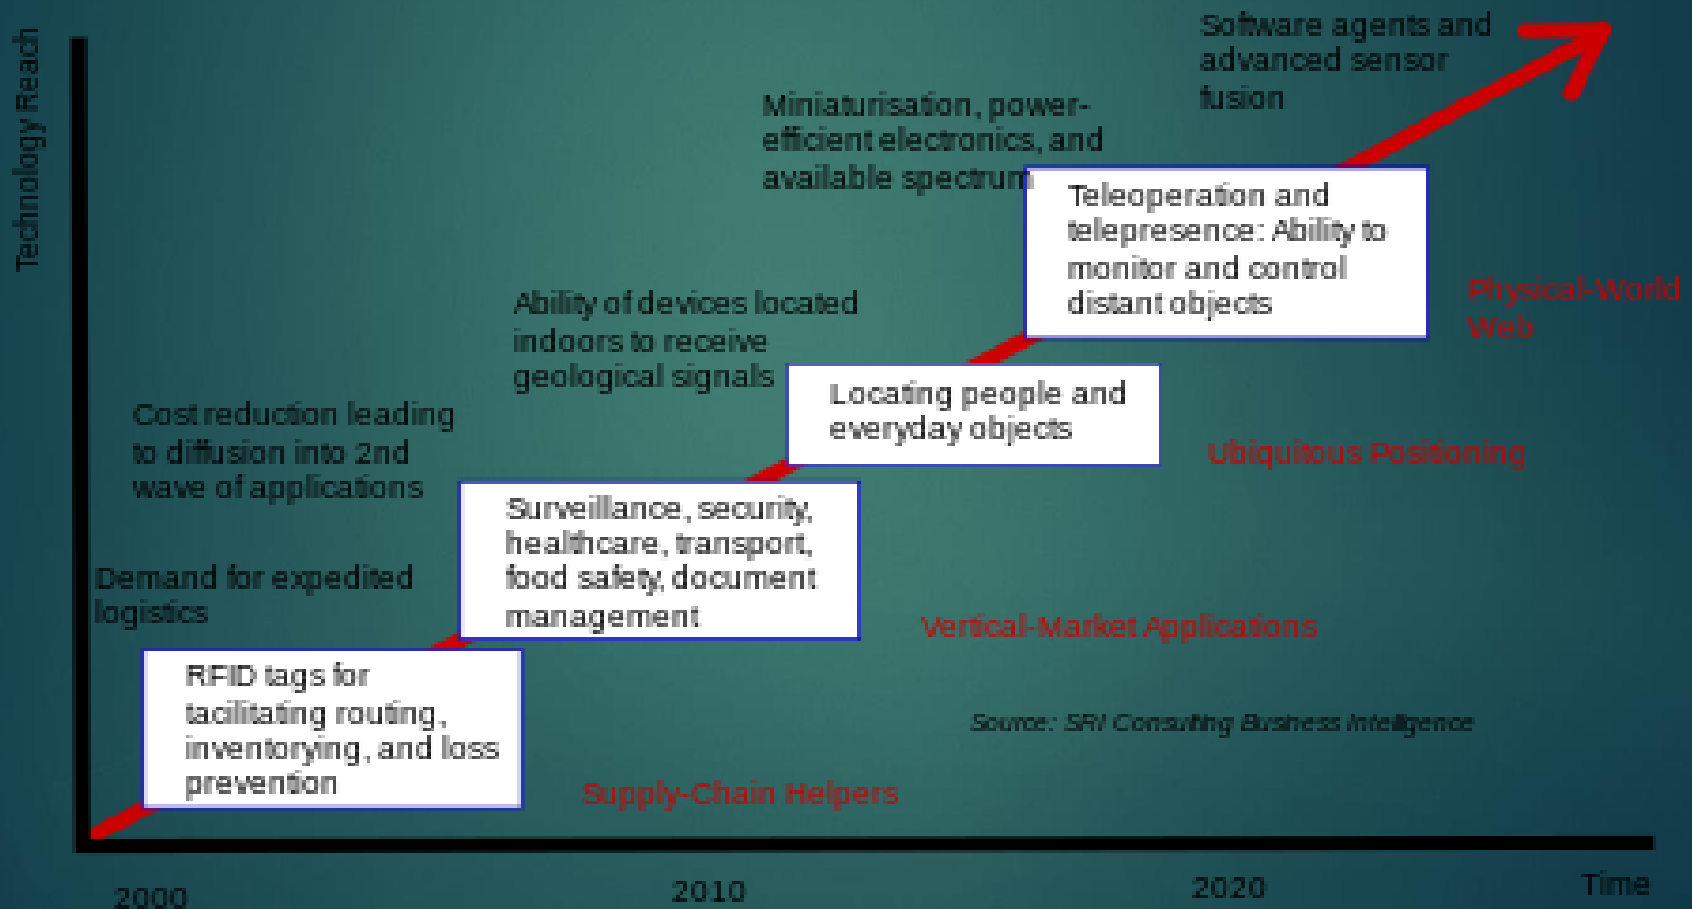 Technology Reach
Software agents and
advanced sensor
fusion
Miniaturisation, power-
efficient electronics, and
available spectrum
Teleoperation and
telepresence: Ability to
monitor and control
distant objects
Physical-World
Web
Ability of devices located
indoors to receive
geological signals
Locating people and
everyday objects
Ubiquitous Positioning
Cost reduction leading
to diffusion into 2nd
wave of applications
Surveillance, security,
healthcare, transport,
food safety, document
management
Vertical-Market Applications
Demand for expedited
logistics
RFID tags for
tacilitating routing,
inventorying, and loss
prevention
Supply-Chain Helpers
Source: SRI Consulting Business Intelligence
2000
2010
2020
Time